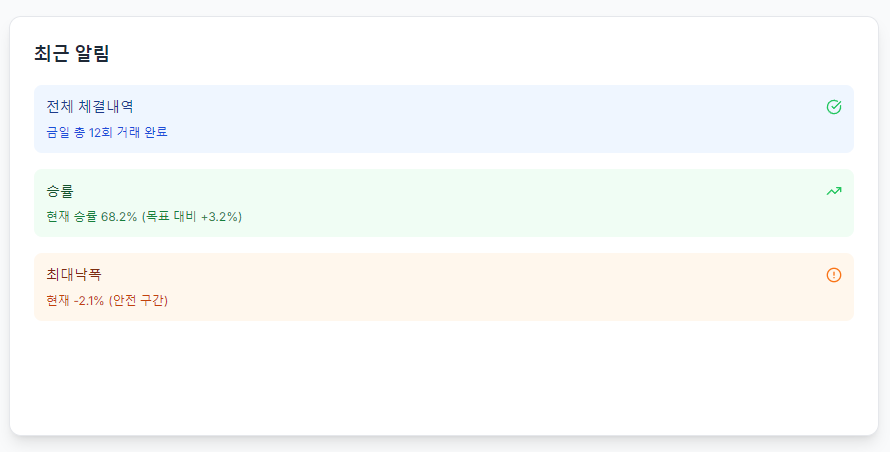 최근 알림
전체 체결내역
금일 총 12회 거래 완료
승률
현재 승률 68.2% (목표 대비 +3.2%)
최대낙폭
현재 -2.1% (안전 구간)